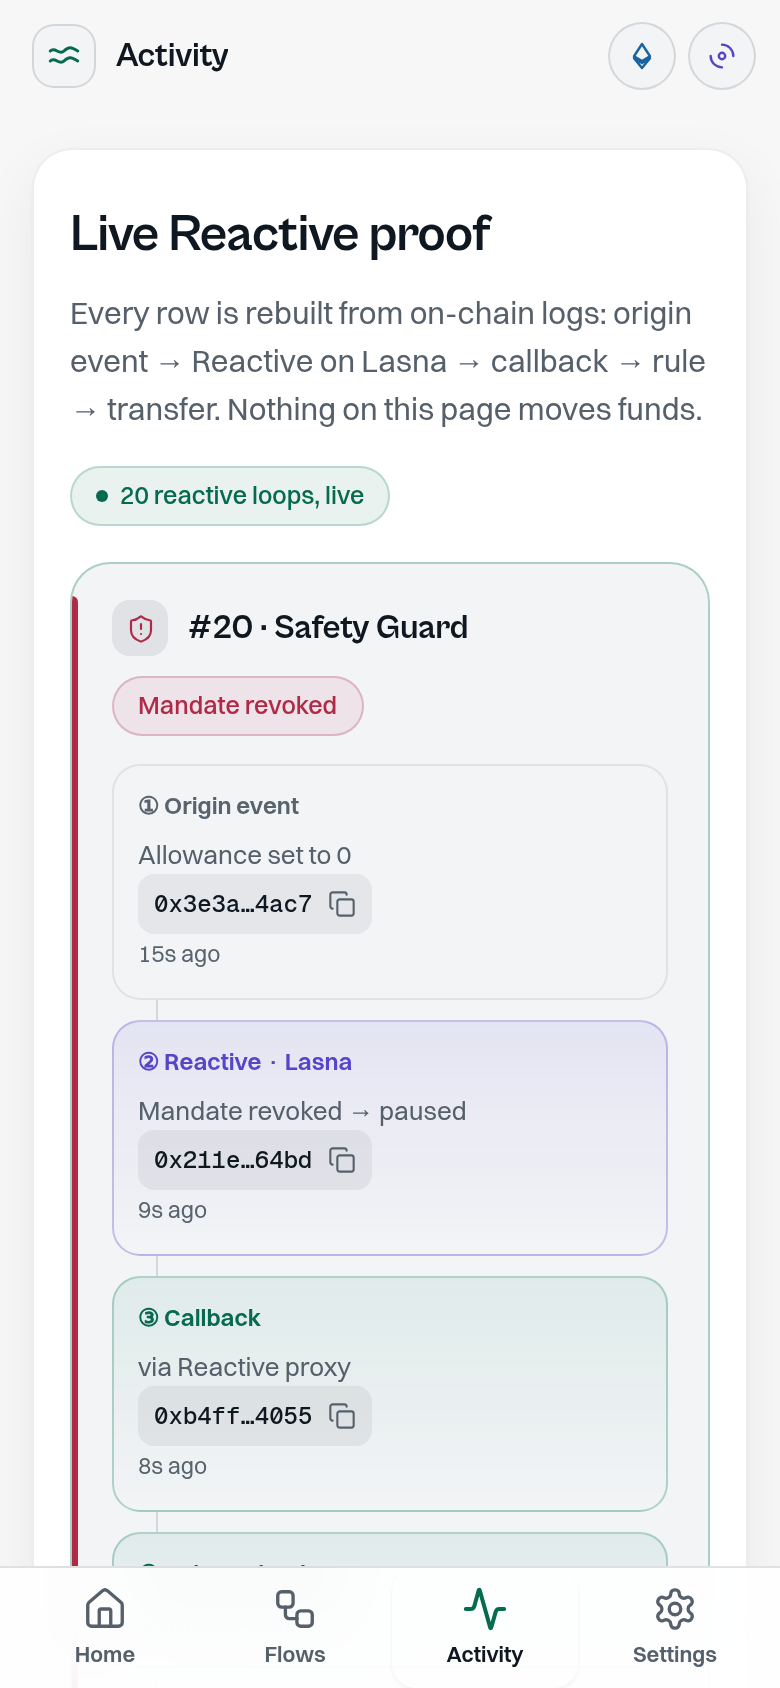 Activity
Live Reactive proof
Every row is rebuilt from on-chain logs: origin
event → Reactive on Lasna → callback → rule
→ transfer. Nothing on this page moves funds.
20 reactive loops, live
#20 · Safety Guard
Mandate revoked
① Origin event
Allowance set to 0
0x3e3a…4ac7
15s ago
② Reactive · Lasna
Mandate revoked → paused
0x211e…64bd
9s ago
③ Callback
via Reactive proxy
0xb4ff…4055
8s ago
Home
Flows
Activity
Settings